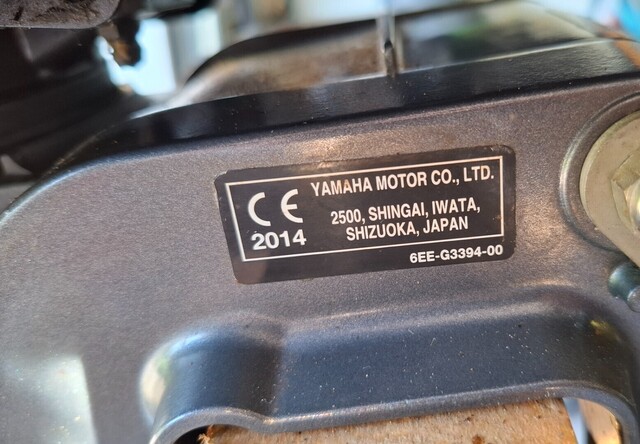 CE
YAMAHA MOTOR CO., LTD.
2014
2500, SHINGAI, IWATA,
SHIZUOKA, JAPAN
6EE-G3394-00